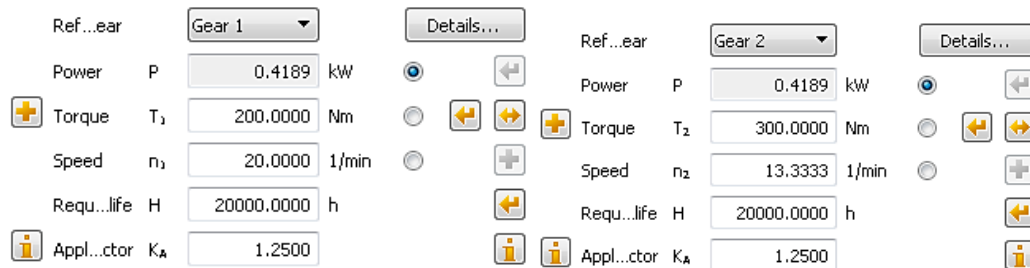 Ref...ear Gear 1 Details...
Power P 0.4189 kW
Torque T₁ 200.0000 Nm
Speed n₁ 20.0000 1/min
Requ...life H 20000.0000 h
Appl...ctor Kᴀ 1.2500
Ref...ear Gear 2 Details...
Power P 0.4189 kW
Torque T₂ 300.0000 Nm
Speed n₂ 13.3333 1/min
Requ...life H 20000.0000 h
Appl...ctor Kᴀ 1.2500